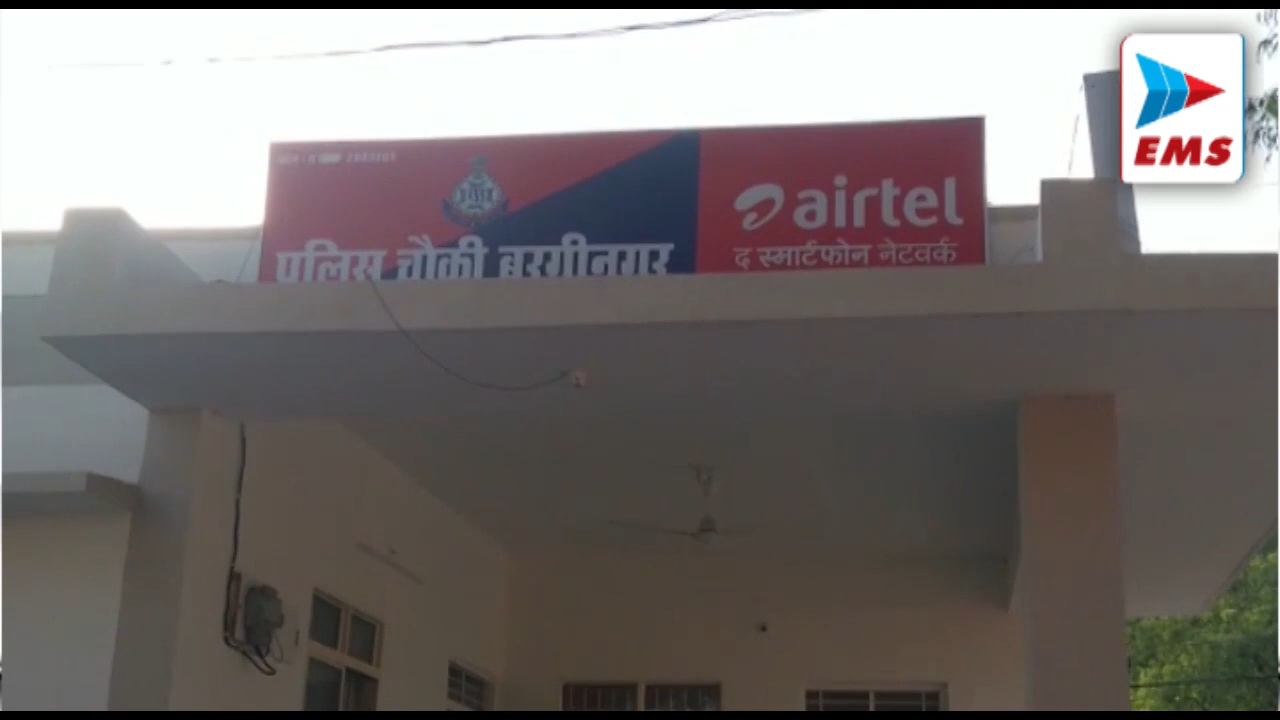 EMS
पुलिस चौकी बरगीनगर
airtel
द स्मार्टफोन नेटवर्क